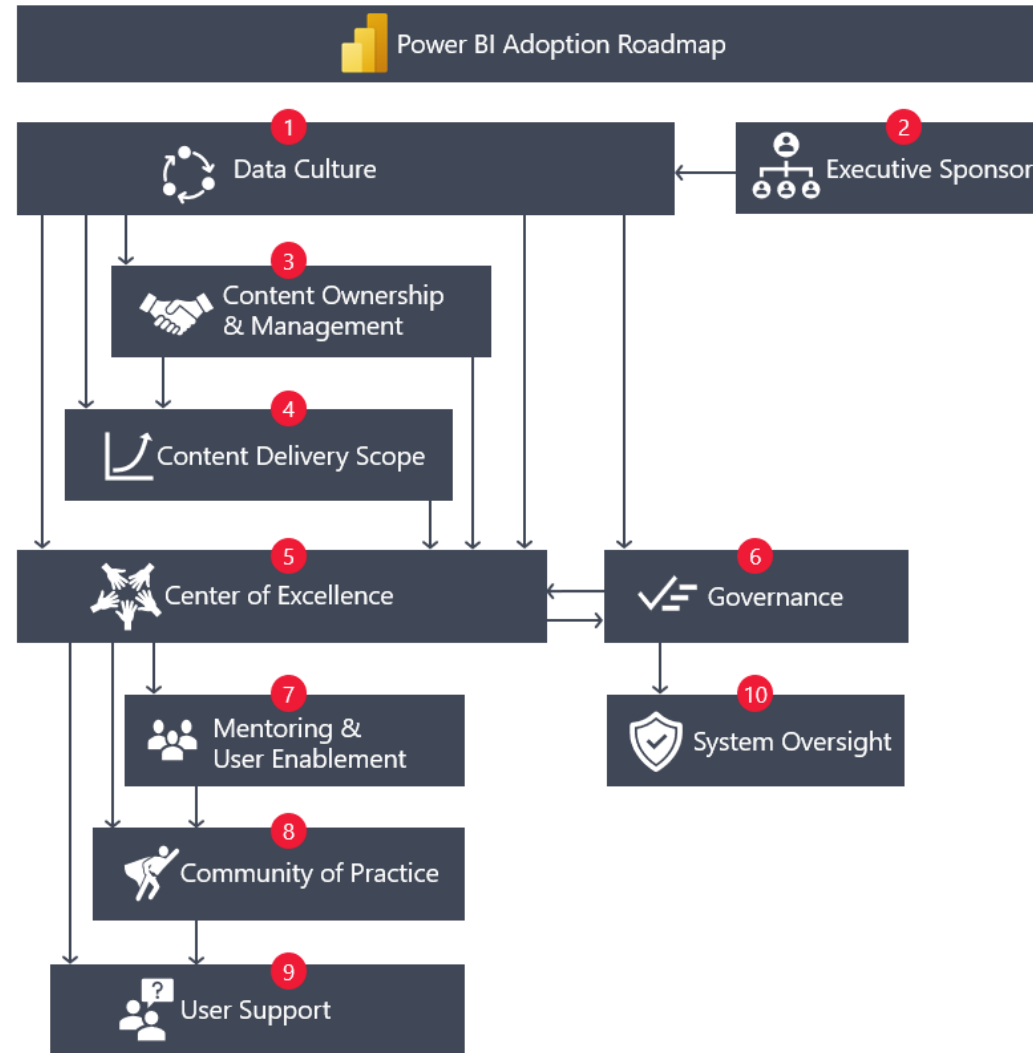 Power BI Adoption Roadmap
1
Data Culture
2
Executive Sponsor
3
Content Ownership
& Management
4
Content Delivery Scope
5
Center of Excellence
6
Governance
7
Mentoring &
User Enablement
10
System Oversight
8
Community of Practice
9
?
User Support